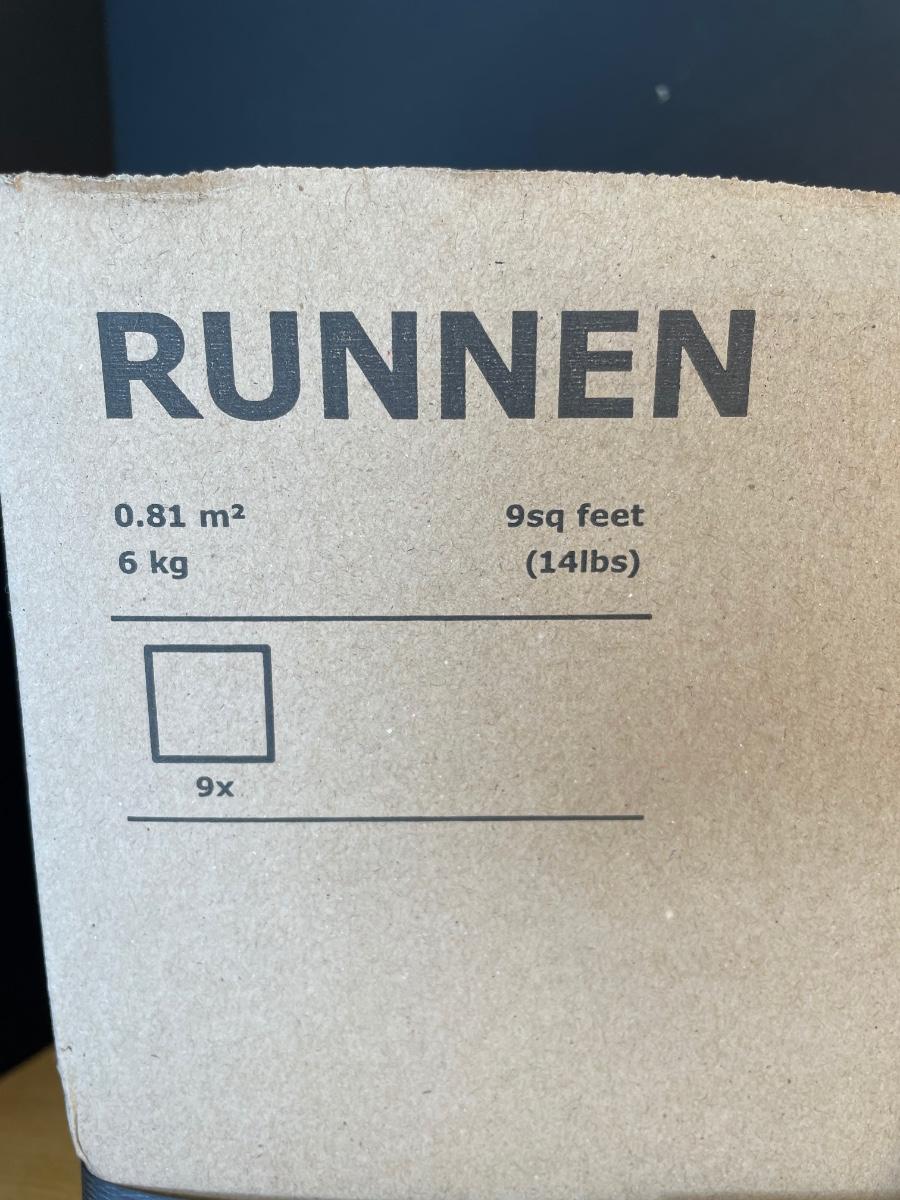 RUNNEN
0.81 m² 9sq feet
6 kg (14lbs)
9x